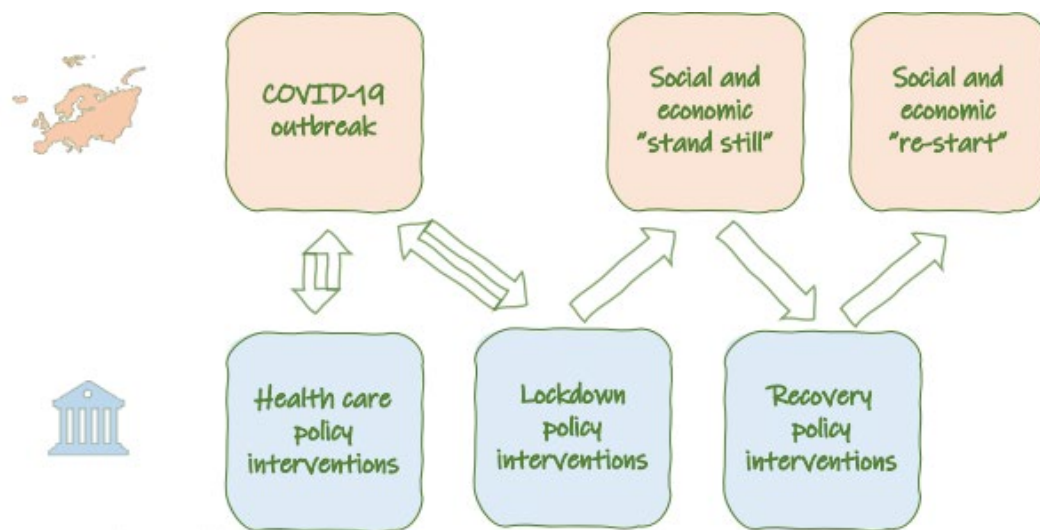 COVID-19
outbreak
Social and
economic
"stand still"
Social and
economic
"re-start"
Health care
policy
interventions
Lockdown
policy
interventions
Recovery
policy
interventions